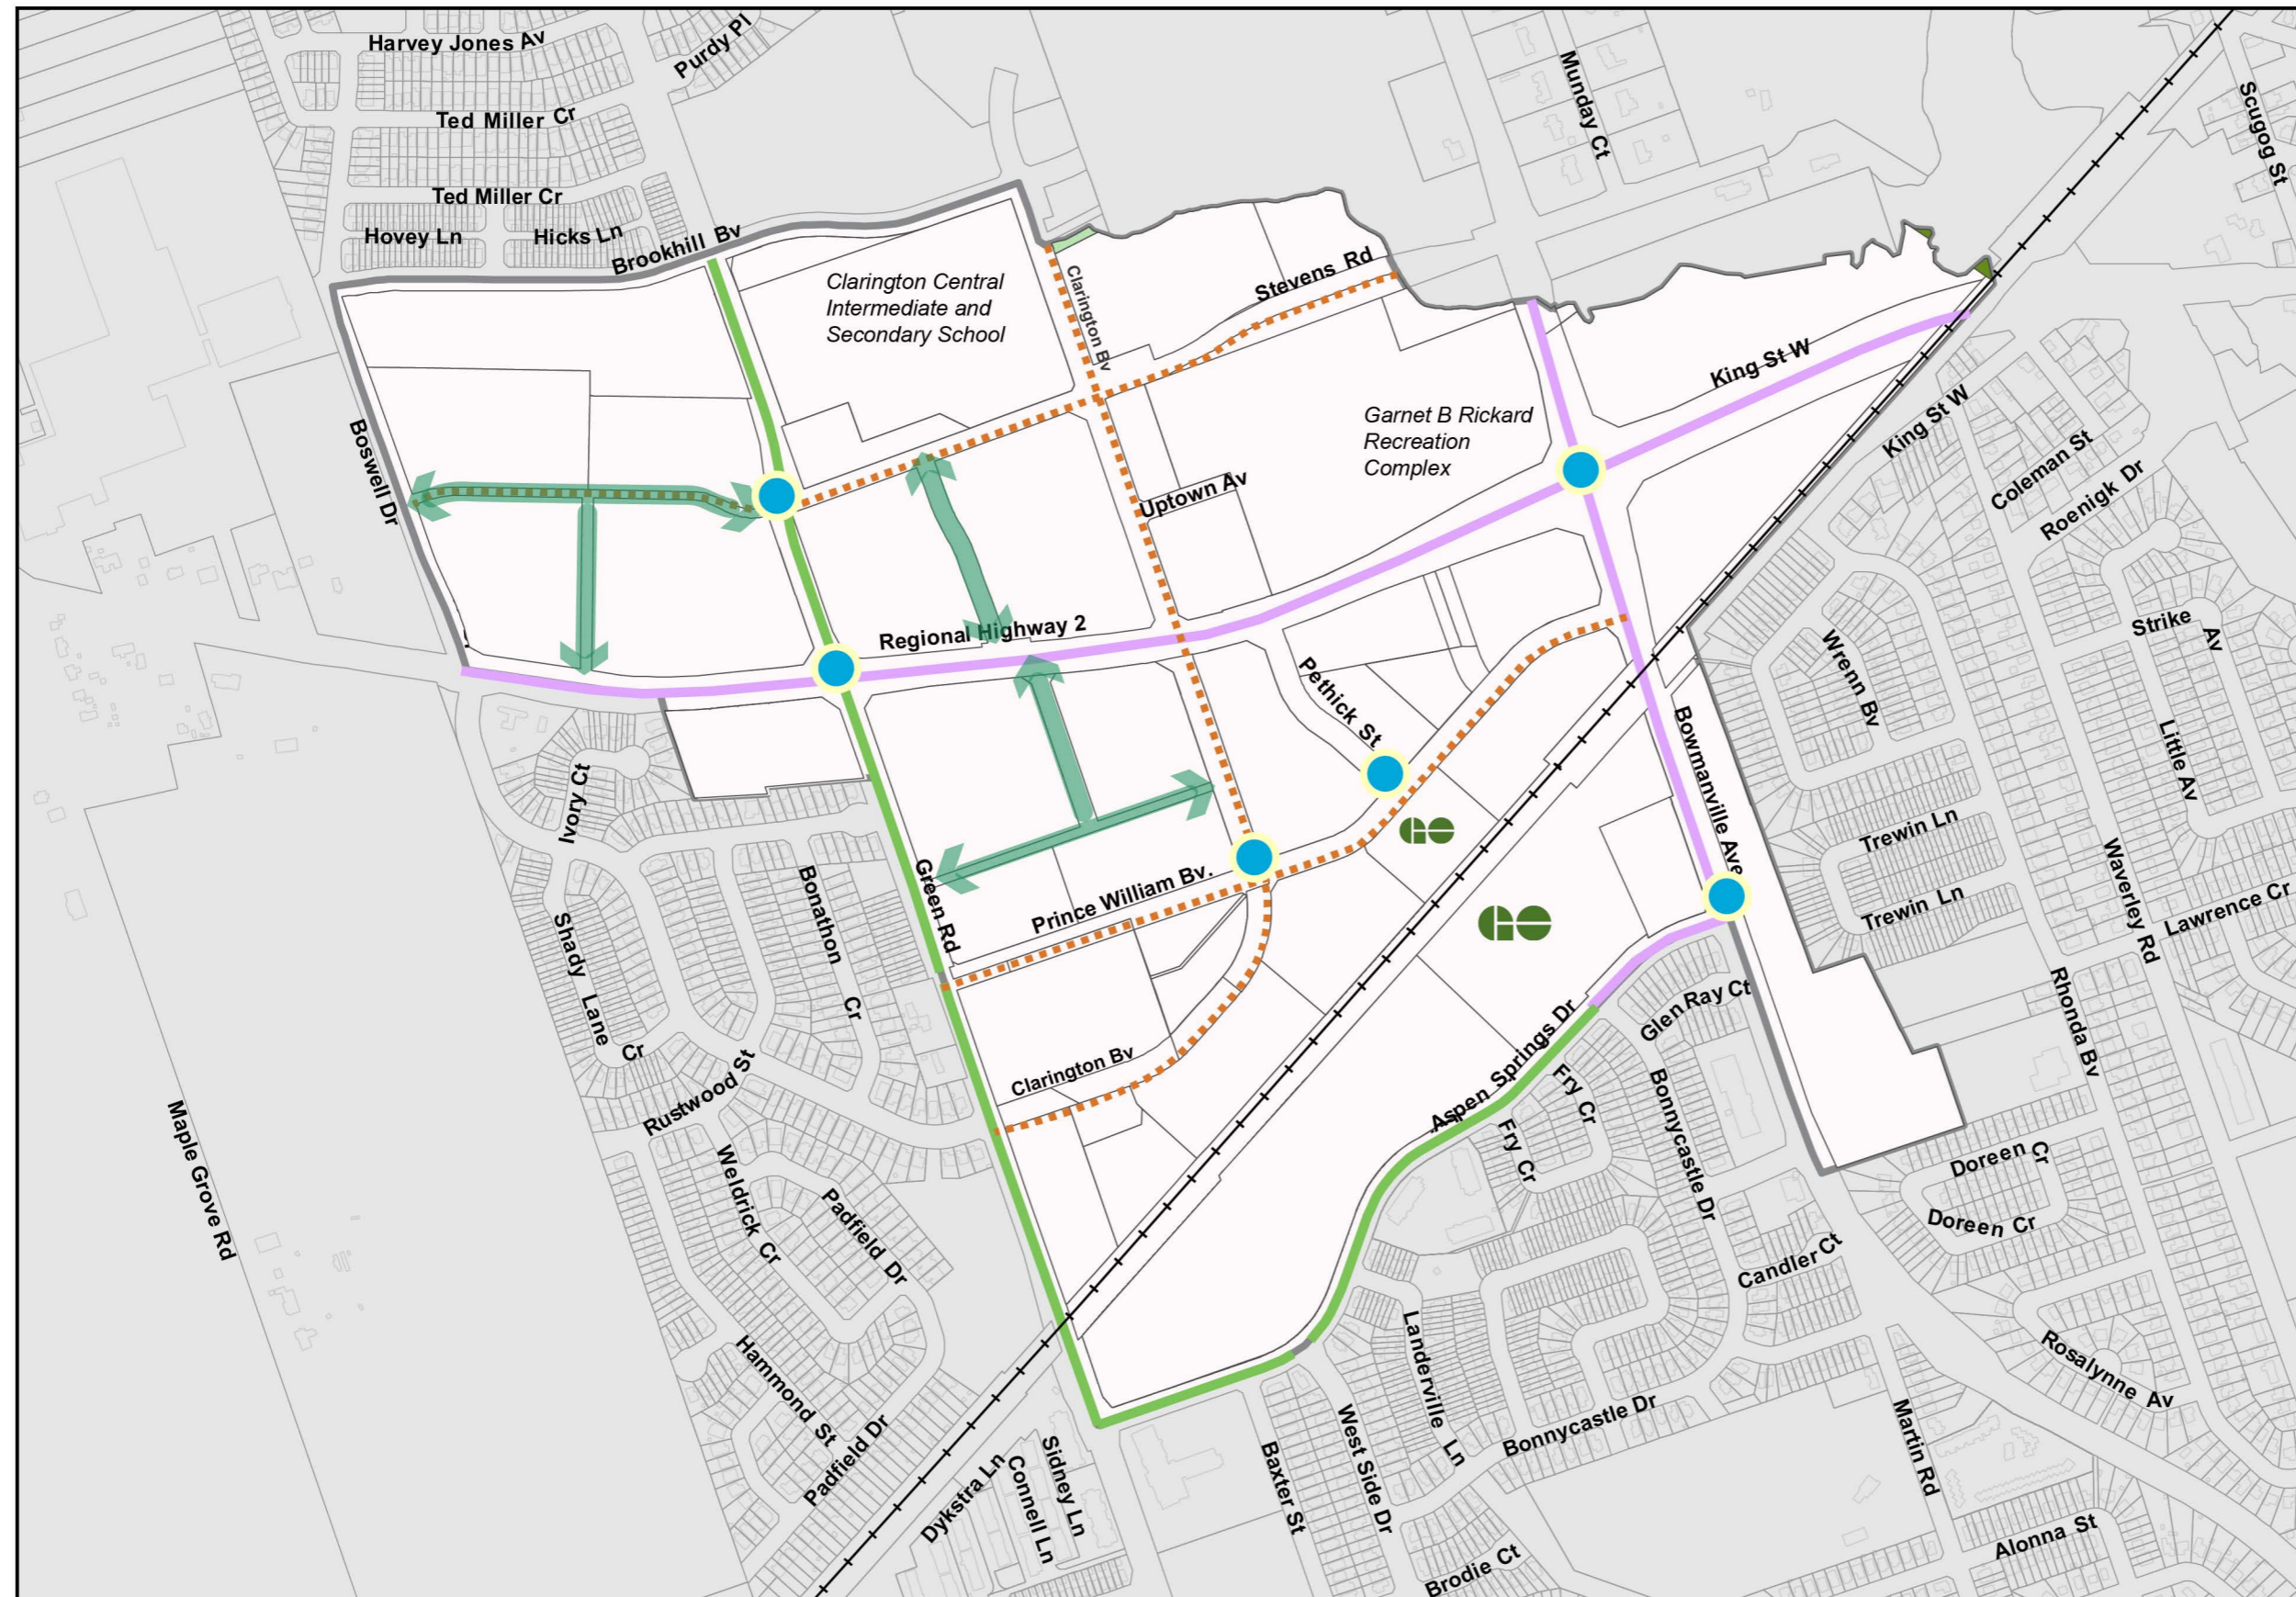 Harvey Jones Av
Purdy Pl
Ted Miller Cr
Ted Miller Cr
Hovey Ln
Hicks Ln
Brookhill Bv
Munday Ct
Scugog St
Clarington Central
Intermediate and
Secondary School
Clarington Bv
Stevens Rd
Garnet B Rickard
Recreation
Complex
King St W
King St W
Coleman St
Roenigk Dr
Boswell Dr
Uptown Av
Regional Highway 2
Pethick St
Strike Av
Wrenn Bv
Little Av
Bowmanville Ave
Ivory Ct
Green Rd
Prince William Bv.
GO
GO
Trewin Ln
Trewin Ln
Waverley Rd
Lawrence Cr
Bonathon Cr
Shady Lane Cr
Glen Ray Ct
Rhonda Bv
Clarington Bv
Aspen Springs Dr
Fry Cr
Fry Cr
Bonnycastle Dr
Rustwood St
Maple Grove Rd
Weldrick Cr
Padfield Dr
Doreen Cr
Doreen Cr
Candler Ct
Hammond St
Padfield Dr
Landerville Ln
Rosalynne Av
Bonnycastle Dr
West Side Dr
Baxter St
Martin Rd
Dykstra Ln
Connell Ln
Sidney Ln
Alonna St
Brodie Ct